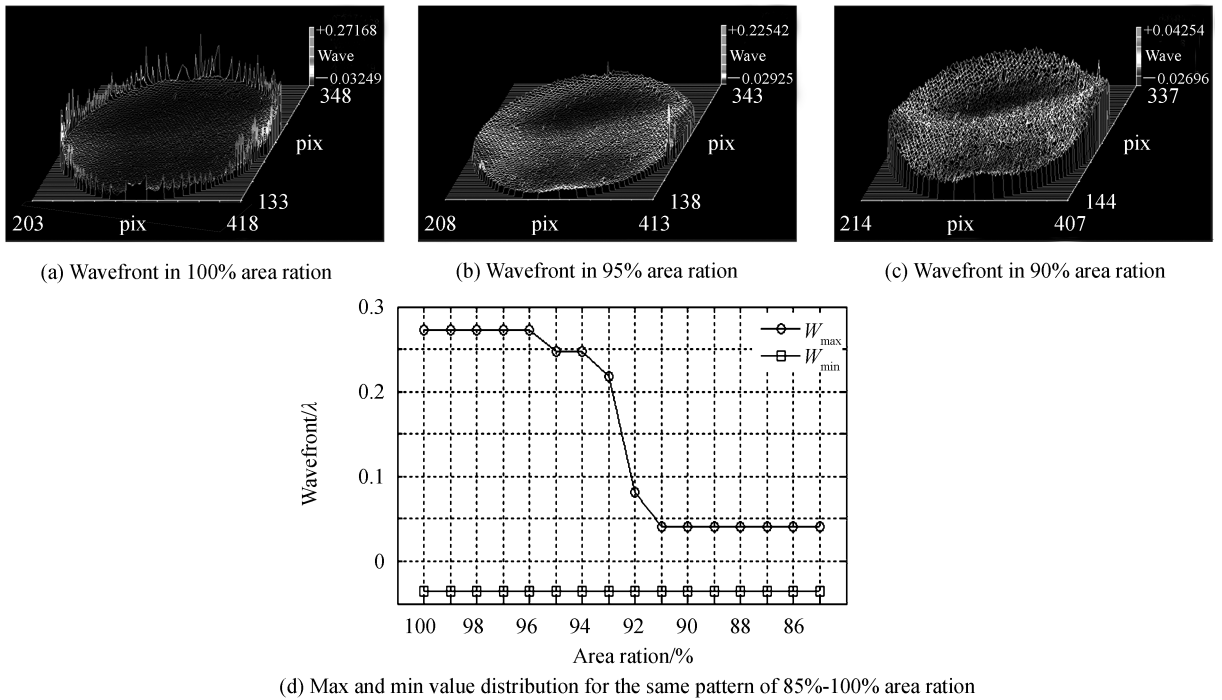 +0.27168
Wave
−0.03249
348
pix
133
203
pix
418
+0.22542
Wave
−0.02925
343
pix
138
208
pix
413
+0.04254
Wave
−0.02696
337
pix
144
214
pix
407
(a) Wavefront in 100% area ration
(b) Wavefront in 95% area ration
(c) Wavefront in 90% area ration
0.3
0.2
0.1
0
Wavefront/λ
Wmax
Wmin
100 98 96 94 92 90 88 86
Area ration/%
(d) Max and min value distribution for the same pattern of 85%-100% area ration